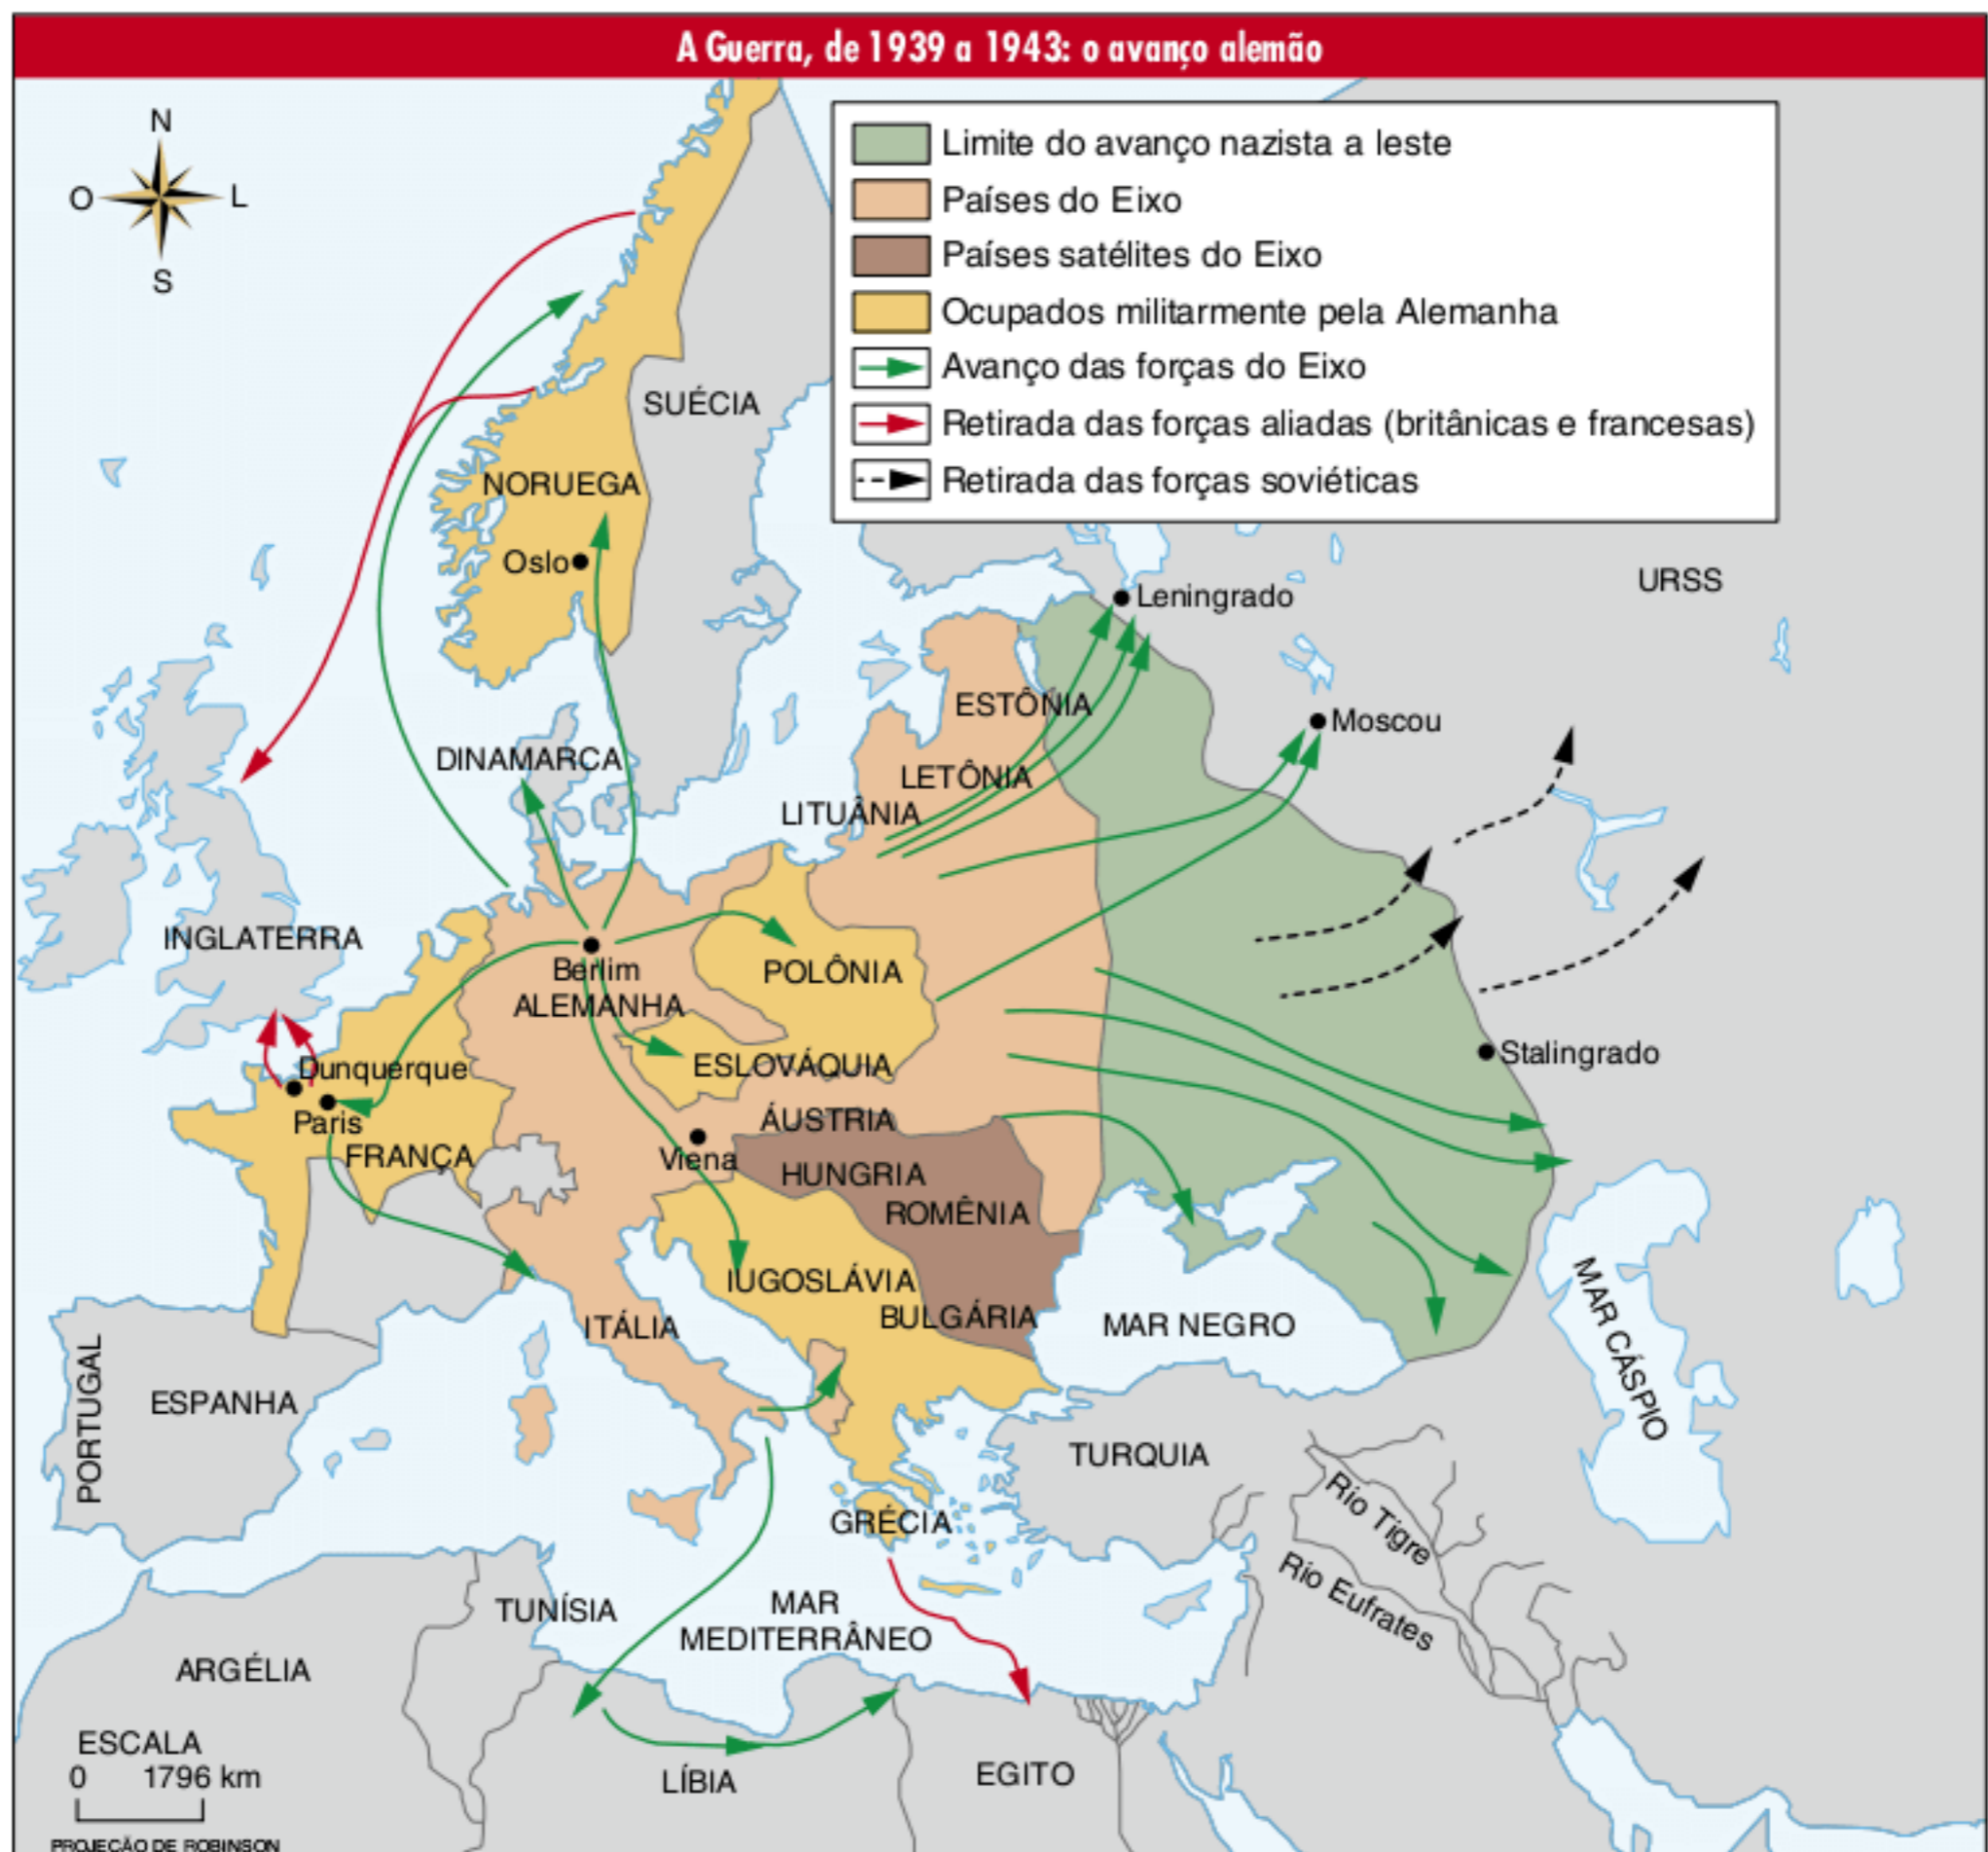 A Guerra, de 1939 a 1943: o avanço alemão
N
O
L
S
Limite do avanço nazista a leste
Países do Eixo
Países satélites do Eixo
Ocupados militarmente pela Alemanha
Avanço das forças do Eixo
Retirada das forças aliadas (britânicas e francesas)
Retirada das forças soviéticas
SUÉCIA
NORUEGA
Oslo
URSS
Leningrado
ESTÔNIA
Moscou
DINAMARCA
LETÔNIA
LITUÂNIA
INGLATERRA
Berlim
ALEMANHA
POLÔNIA
Dunquerque
ESLOVÁQUIA
Stalingrado
Paris
ÁUSTRIA
FRANÇA
Viena
HUNGRIA
ROMÊNIA
IUGOSLÁVIA
BULGÁRIA
ITÁLIA
MAR NEGRO
MAR CÁSPIO
PORTUGAL
ESPANHA
TURQUIA
Rio Tigre
Rio Eufrates
GRÉCIA
TUNÍSIA
MAR
MEDITERRÂNEO
ARGÉLIA
LÍBIA
EGITO
ESCALA
0 1796 km
PROJEÇÃO DE ROBINSON